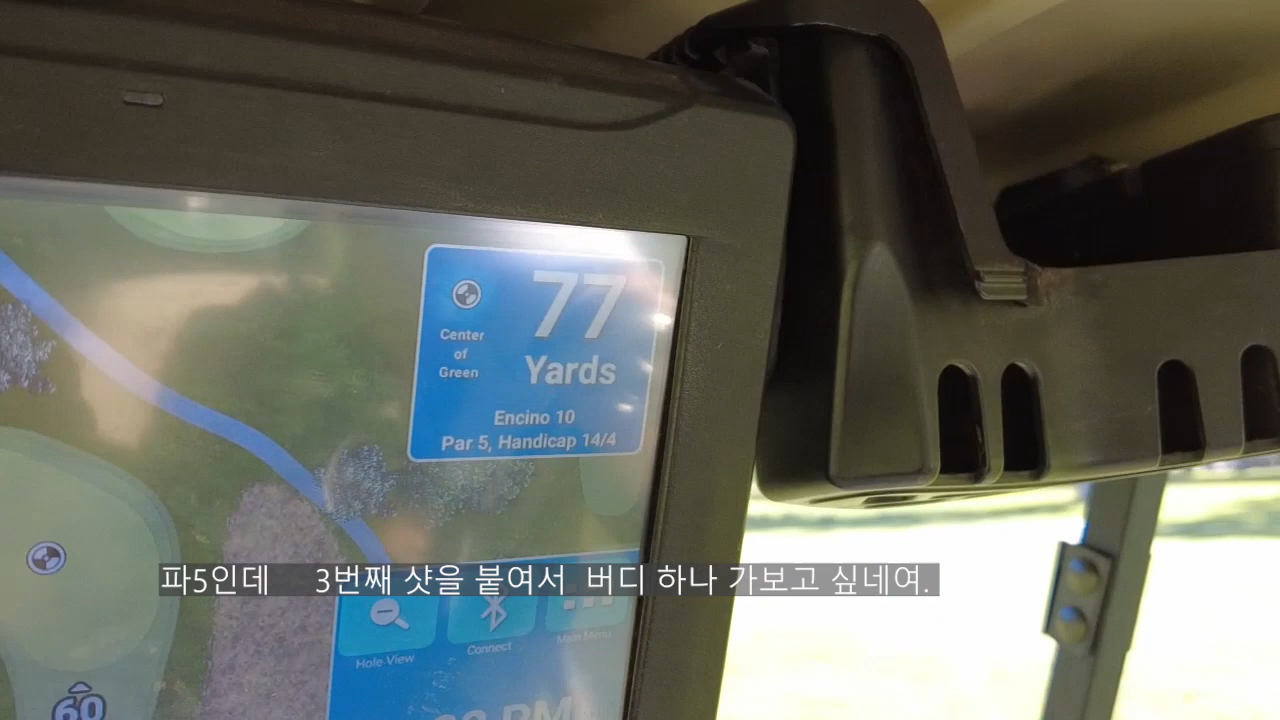 77
Yards
Center
of
Green
Encino 10
Par 5, Handicap 14/4
파5인데 3번째 샷을 붙여서 버디 하나 가보고 싶네여.
Hole View
Connect
Main Menu
PM
60